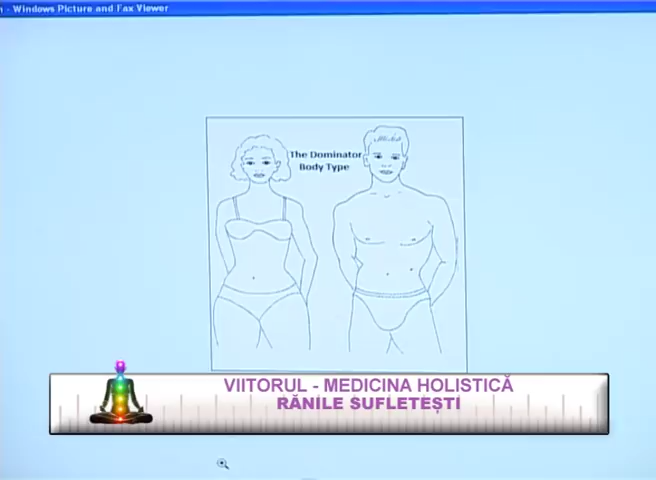 - Windows Picture and Fax Viewer
The Dominator
Body Type
VIITORUL - MEDICINA HOLISTICĂ
RĂNILE SUFLETEȘTI